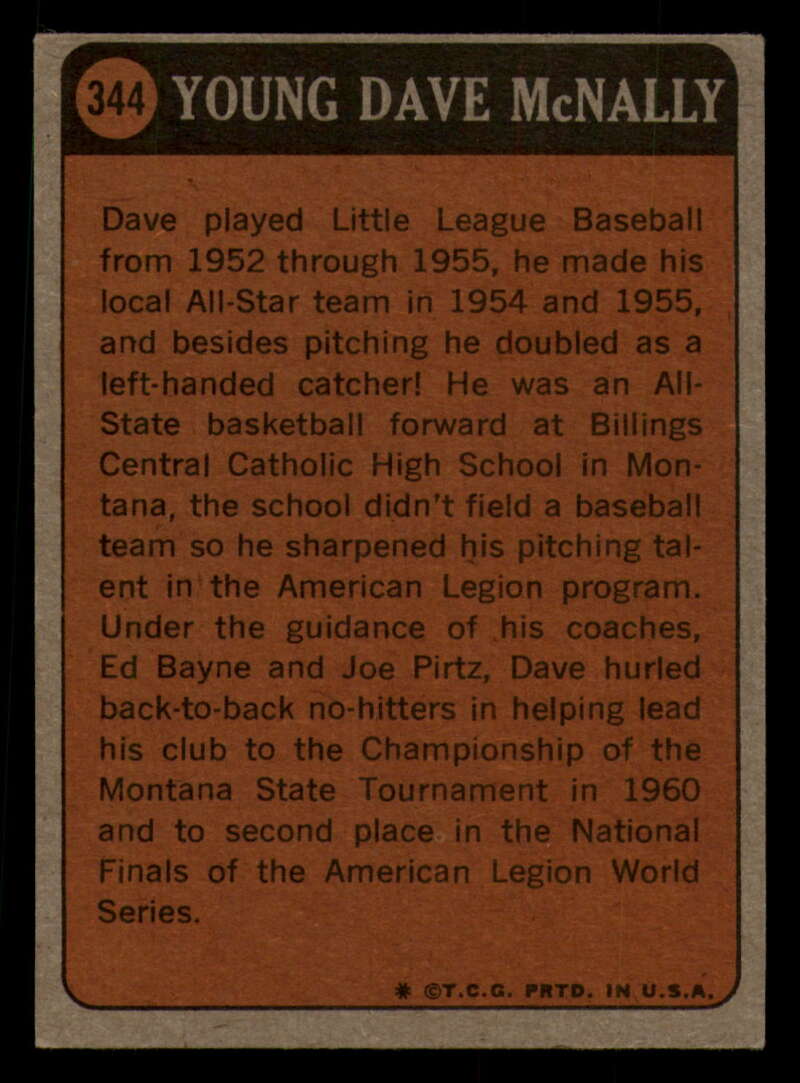 344 YOUNG DAVE McNALLY
Dave played Little League Baseball
from 1952 through 1955, he made his
local All-Star team in 1954 and 1955,
and besides pitching he doubled as a
left-handed catcher! He was an All-
State basketball forward at Billings
Central Catholic High School in Mon-
tana, the school didn't field a baseball
team so he sharpened his pitching tal-
ent in the American Legion program.
Under the guidance of his coaches,
Ed Bayne and Joe Pirtz, Dave hurled
back-to-back no-hitters in helping lead
his club to the Championship of the
Montana State Tournament in 1960
and to second place in the National
Finals of the American Legion World
Series.
* ©T.C.G. PRTD. IN U.S.A.